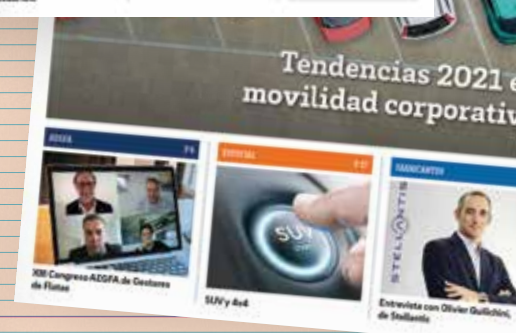 Tendencias 2021 e
movilidad corporativ
AEGFA
ESPECIAL
FABRICANTES
SUV
STELLANTIS
XIII Congreso AEGFA de Gestores
de Flotas
SUV y 4x4
Entrevista con Olivier Guilichini,
de Stellantis